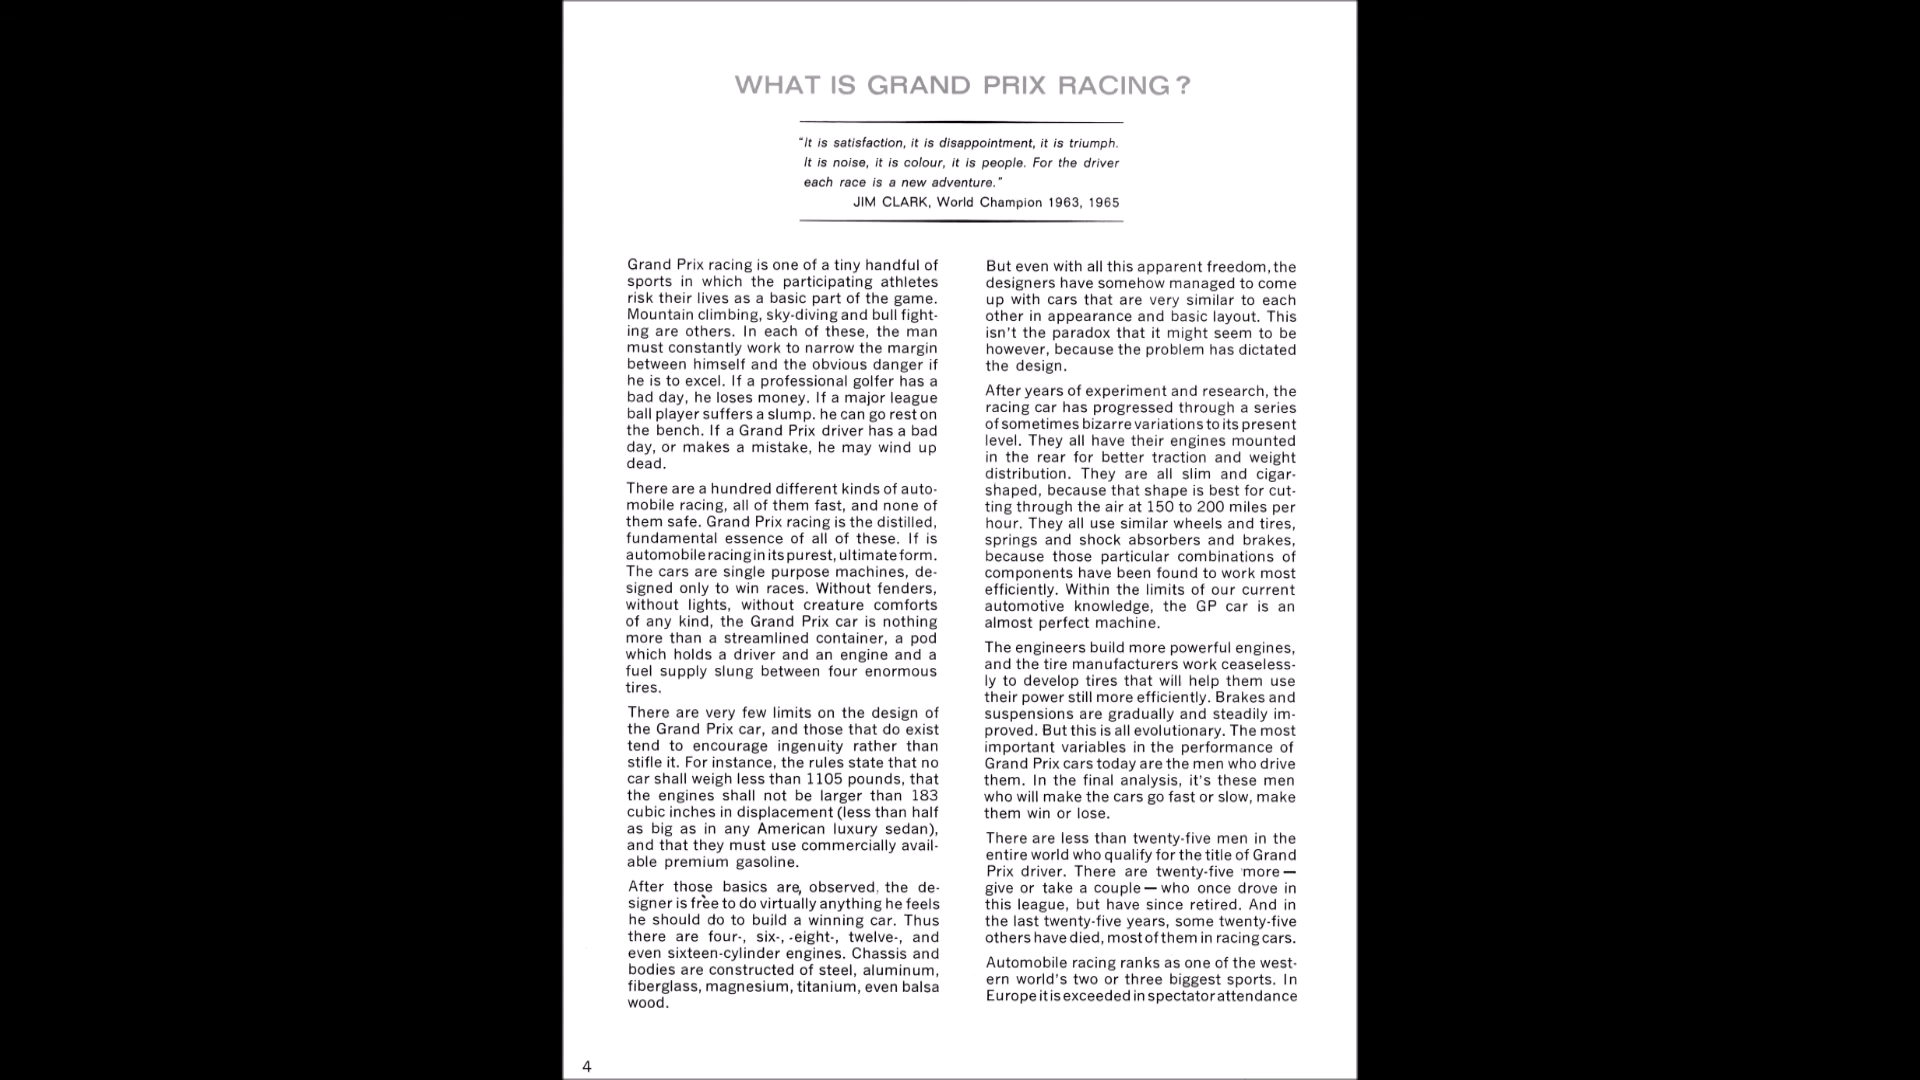 WHAT IS GRAND PRIX RACING?
"It is satisfaction, it is disappointment, it is triumph.
It is noise, it is colour, it is people. For the driver
each race is a new adventure."
JIM CLARK, World Champion 1963, 1965
Grand Prix racing is one of a tiny handful of
sports in which the participating athletes
risk their lives as a basic part of the game.
Mountain climbing, sky-diving and bull fight-
ing are others. In each of these, the man
must constantly work to narrow the margin
between himself and the obvious danger if
he is to excel. If a professional golfer has a
bad day, he loses money. If a major league
ball player suffers a slump. he can go rest on
the bench. If a Grand Prix driver has a bad
day, or makes a mistake, he may wind up
dead.
There are a hundred different kinds of auto-
mobile racing, all of them fast, and none of
them safe. Grand Prix racing is the distilled,
fundamental essence of all of these. If is
automobile racing in its purest, ultimate form.
The cars are single purpose machines, de-
signed only to win races. Without fenders,
without lights, without creature comforts
of any kind, the Grand Prix car is nothing
more than a streamlined container, a pod
which holds a driver and an engine and a
fuel supply slung between four enormous
tires.
There are very few limits on the design of
the Grand Prix car, and those that do exist
tend to encourage ingenuity rather than
stifle it. For instance, the rules state that no
car shall weigh less than 1105 pounds, that
the engines shall not be larger than 183
cubic inches in displacement (less than half
as big as in any American luxury sedan),
and that they must use commercially avail-
able premium gasoline.
After those basics are, observed, the de-
signer is free to do virtually anything he feels
he should do to build a winning car. Thus
there are four-, six-, -eight-, twelve-, and
even sixteen-cylinder engines. Chassis and
bodies are constructed of steel, aluminum,
fiberglass, magnesium, titanium, even balsa
wood.
But even with all this apparent freedom, the
designers have somehow managed to come
up with cars that are very similar to each
other in appearance and basic layout. This
isn't the paradox that it might seem to be
however, because the problem has dictated
the design.
After years of experiment and research, the
racing car has progressed through a series
of sometimes bizarre variations to its present
level. They all have their engines mounted
in the rear for better traction and weight
distribution. They are all slim and cigar-
shaped, because that shape is best for cut-
ting through the air at 150 to 200 miles per
hour. They all use similar wheels and tires,
springs and shock absorbers and brakes,
because those particular combinations of
components have been found to work most
efficiently. Within the limits of our current
automotive knowledge, the GP car is an
almost perfect machine.
The engineers build more powerful engines,
and the tire manufacturers work ceaseless-
ly to develop tires that will help them use
their power still more efficiently. Brakes and
suspensions are gradually and steadily im-
proved. But this is all evolutionary. The most
important variables in the performance of
Grand Prix cars today are the men who drive
them. In the final analysis, it's these men
who will make the cars go fast or slow, make
them win or lose.
There are less than twenty-five men in the
entire world who qualify for the title of Grand
Prix driver. There are twenty-five more —
give or take a couple — who once drove in
this league, but have since retired. And in
the last twenty-five years, some twenty-five
others have died, most of them in racing cars.
Automobile racing ranks as one of the west-
ern world's two or three biggest sports. In
Europe it is exceeded in spectator attendance
4